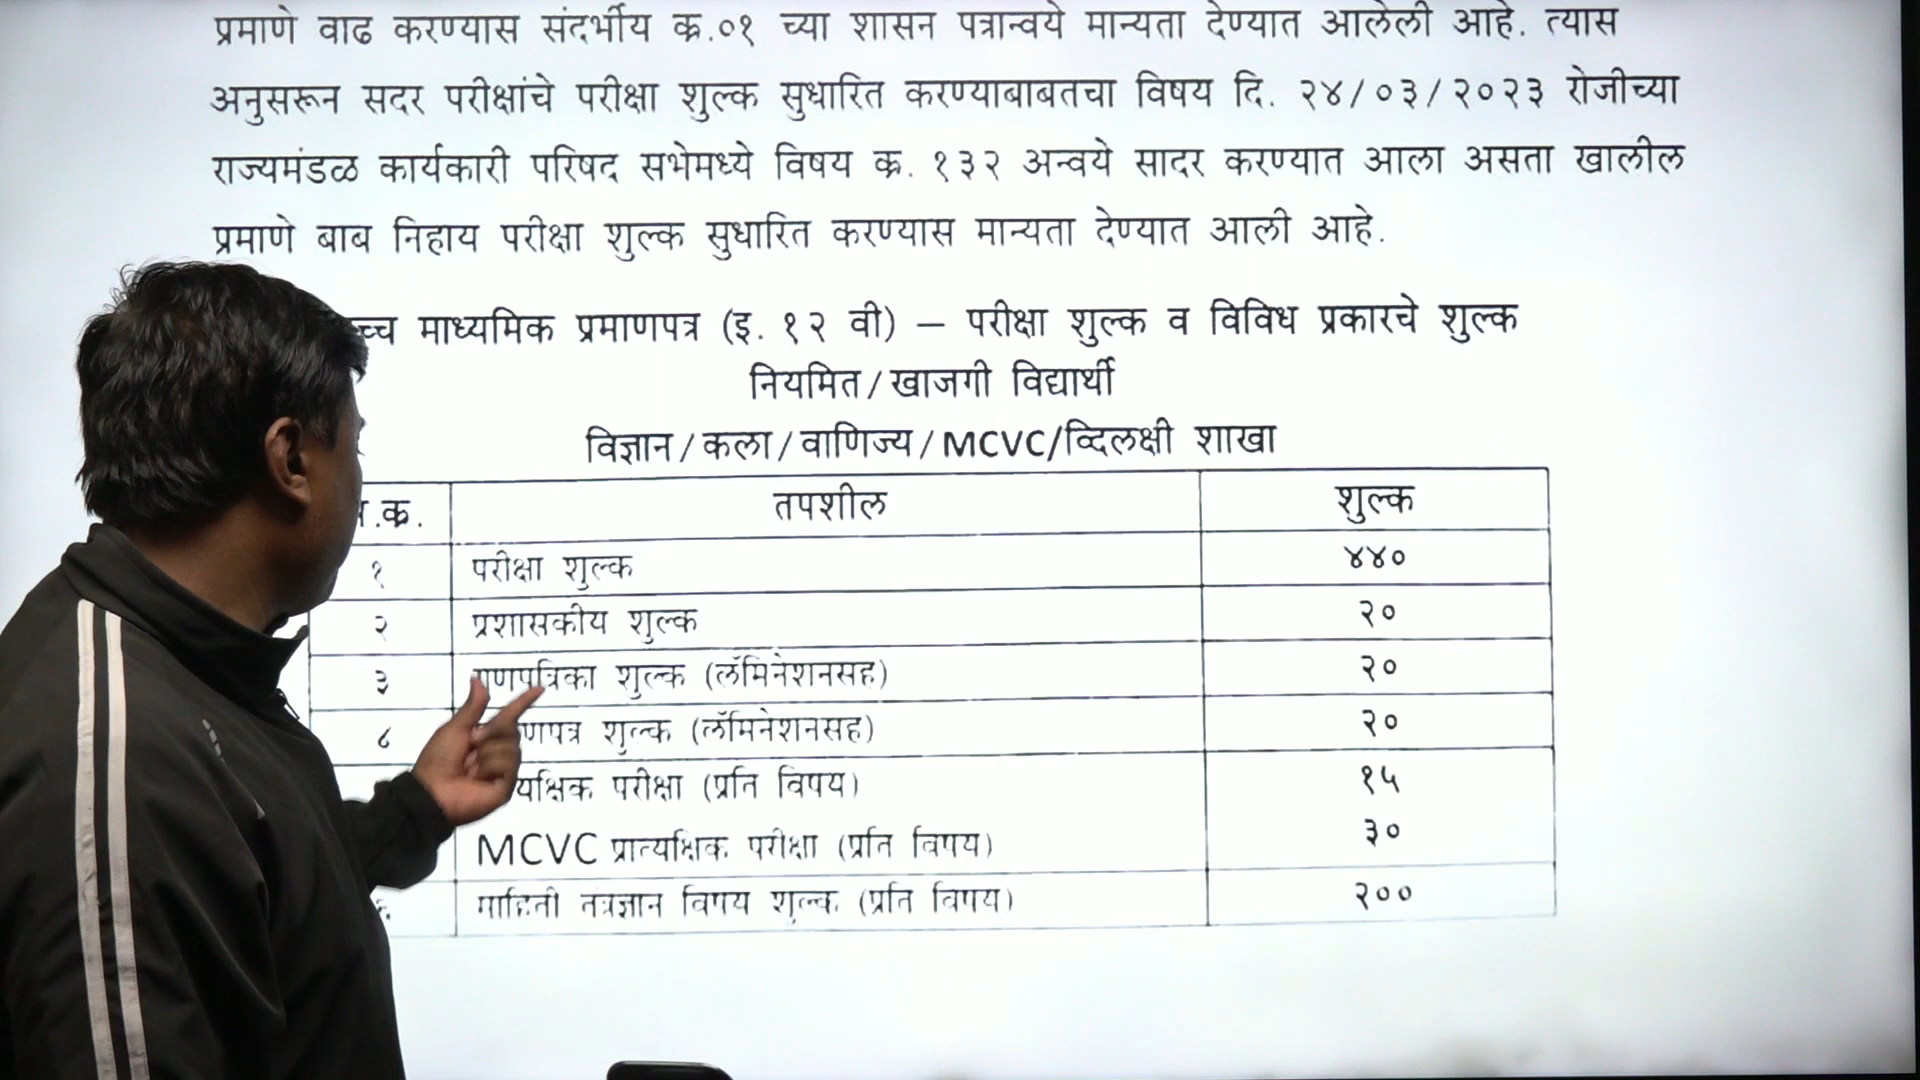 प्रमाणे वाढ करण्यास संदर्भीय क्र.०१ च्या शासन पत्रान्वये मान्यता देण्यात आलेली आहे. त्यास
अनुसरून सदर परीक्षांचे परीक्षा शुल्क सुधारित करण्याबाबतचा विषय दि. २४/०३/२०२३ रोजीच्या
राज्यमंडळ कार्यकारी परिषद सभेमध्ये विषय क्र. १३२ अन्वये सादर करण्यात आला असता खालील
प्रमाणे बाब निहाय परीक्षा शुल्क सुधारित करण्यास मान्यता देण्यात आली आहे.
च्च माध्यमिक प्रमाणपत्र (इ. १२ वी) – परीक्षा शुल्क व विविध प्रकारचे शुल्क
नियमित/खाजगी विद्यार्थी
विज्ञान/कला/वाणिज्य/MCVC/व्दिलक्षी शाखा
.क्र. तपशील शुल्क
१ परीक्षा शुल्क ४४०
२ प्रशासकीय शुल्क २०
३ गुणपत्रिका शुल्क (लॅमिनेशनसह) २०
४ णपत्र शुल्क (लॅमिनेशनसह) २०
यक्षिक परीक्षा (प्रति विषय) १५
MCVC प्रात्यक्षिक परीक्षा (प्रति विषय) ३०
माहिती तंत्रज्ञान विषय शुल्क (प्रति विषय) २००